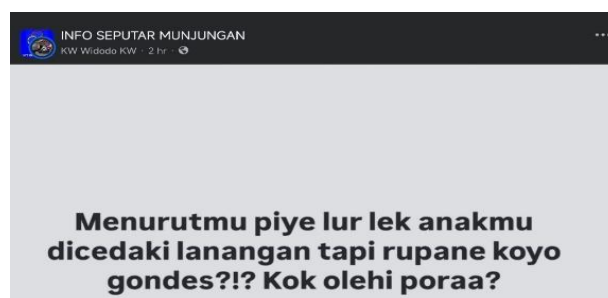 INFO SEPUTAR MUNJUNGAN
KW Widodo KW · 2 hr ·
Menurutmu piye lur lek anakmu
dicedaki lanangan tapi rupane koyo
gondes?!? Kok olehi poraa?